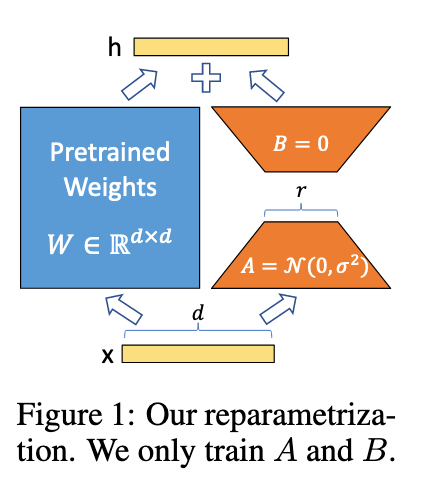 h
Pretrained
Weights
W ∈ ℝ^{d×d}
B = 0
r
A = 𝒩(0, σ²)
d
x
Figure 1: Our reparametriza-
tion. We only train A and B.